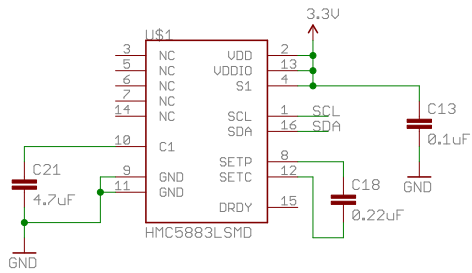 3.3V
U$1
3 NC VDD 2
5 NC VDDIO 13
6 NC S1 4
7 NC
14 NC SCL 1 SCL
SDA 16 SDA
10 C1
SETP 8
9 GND SETC 12
11 GND
DRDY 15
HMC5883LSMD
C13
0.1uF
GND
C21
4.7uF
GND
C18
0.22uF